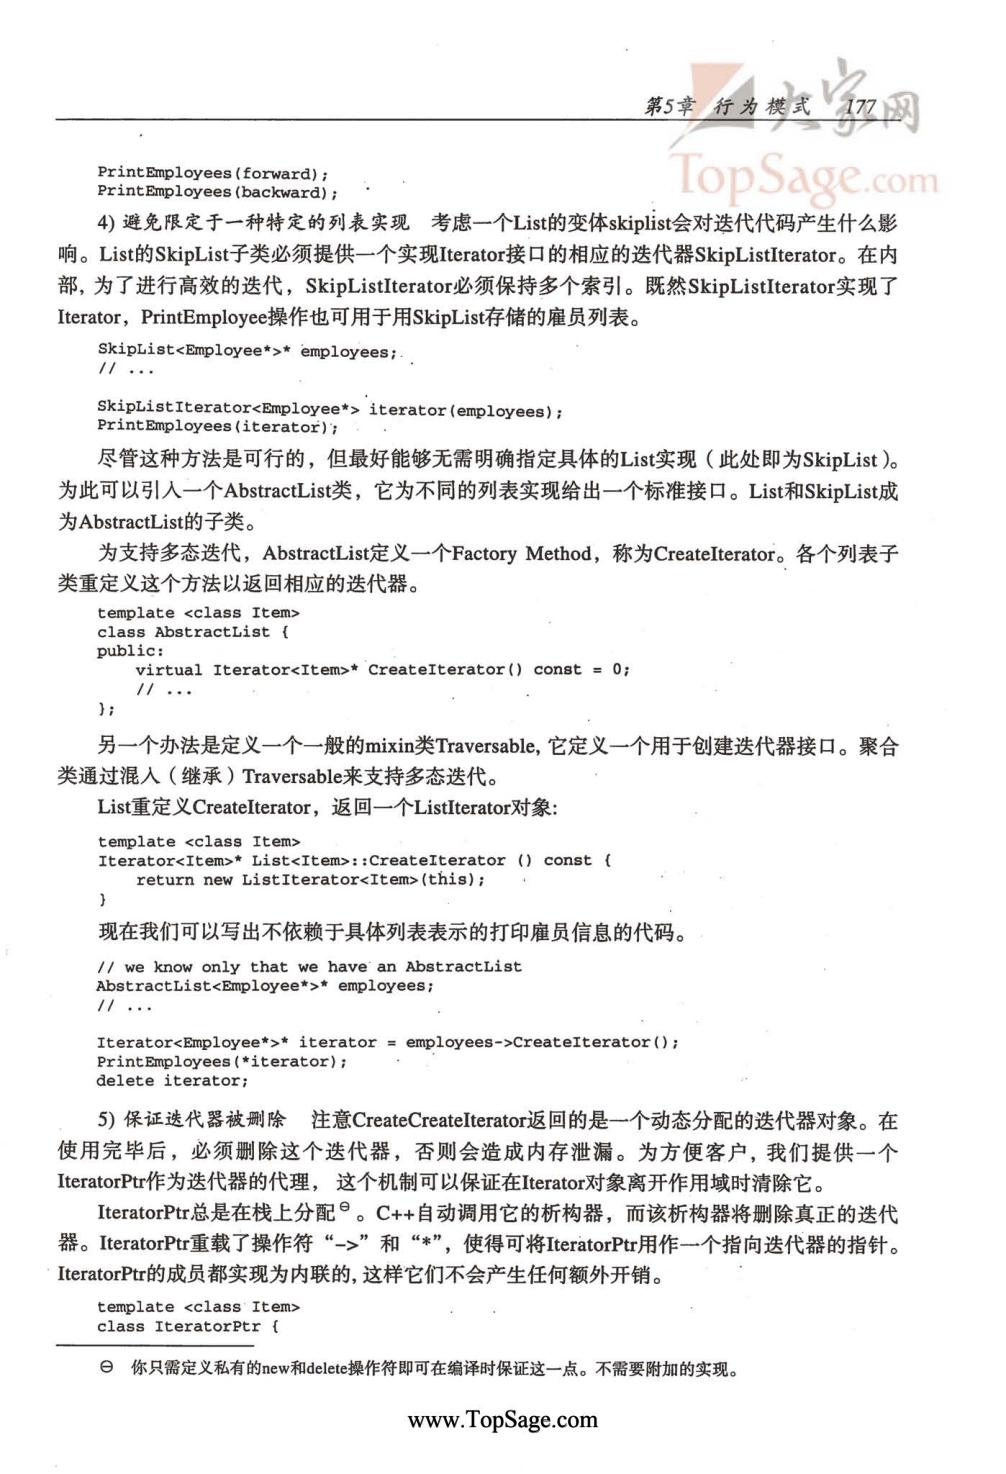 第5章 行为模式 177
大家网
TopSage.com
PrintEmployees(forward);
PrintEmployees(backward);
4) 避免限定于一种特定的列表实现 考虑一个List的变体skiplist会对迭代代码产生什么影
响。List的SkipList子类必须提供一个实现Iterator接口的相应的迭代器SkipListIterator。在内
部, 为了进行高效的迭代，SkipListIterator必须保持多个索引。既然SkipListIterator实现了
Iterator，PrintEmployee操作也可用于用SkipList存储的雇员列表。
SkipList<Employee*>* employees;
// ...
SkipListIterator<Employee*> iterator(employees);
PrintEmployees(iterator);
尽管这种方法是可行的，但最好能够无需明确指定具体的List实现（此处即为SkipList）。
为此可以引入一个AbstractList类，它为不同的列表实现给出一个标准接口。List和SkipList成
为AbstractList的子类。
为支持多态迭代，AbstractList定义一个Factory Method，称为CreateIterator。各个列表子
类重定义这个方法以返回相应的迭代器。
template <class Item>
class AbstractList {
public:
virtual Iterator<Item>* CreateIterator() const = 0;
// ...
};
另一个办法是定义一个一般的mixin类Traversable, 它定义一个用于创建迭代器接口。聚合
类通过混入（继承）Traversable来支持多态迭代。
List重定义CreateIterator，返回一个ListIterator对象:
template <class Item>
Iterator<Item>* List<Item>::CreateIterator () const {
return new ListIterator<Item>(this);
}
现在我们可以写出不依赖于具体列表表示的打印雇员信息的代码。
// we know only that we have an AbstractList
AbstractList<Employee*>* employees;
// ...
Iterator<Employee*>* iterator = employees->CreateIterator();
PrintEmployees(*iterator);
delete iterator;
5) 保证迭代器被删除 注意CreateCreateIterator返回的是一个动态分配的迭代器对象。在
使用完毕后，必须删除这个迭代器，否则会造成内存泄漏。为方便客户, 我们提供一个
IteratorPtr作为迭代器的代理， 这个机制可以保证在Iterator对象离开作用域时清除它。
IteratorPtr总是在栈上分配⊖。C++自动调用它的析构器，而该析构器将删除真正的迭代
器。IteratorPtr重载了操作符“->”和“*”，使得可将IteratorPtr用作一个指向迭代器的指针。
IteratorPtr的成员都实现为内联的, 这样它们不会产生任何额外开销。
template <class Item>
class IteratorPtr {
⊖ 你只需定义私有的new和delete操作符即可在编译时保证这一点。不需要附加的实现。
www.TopSage.com